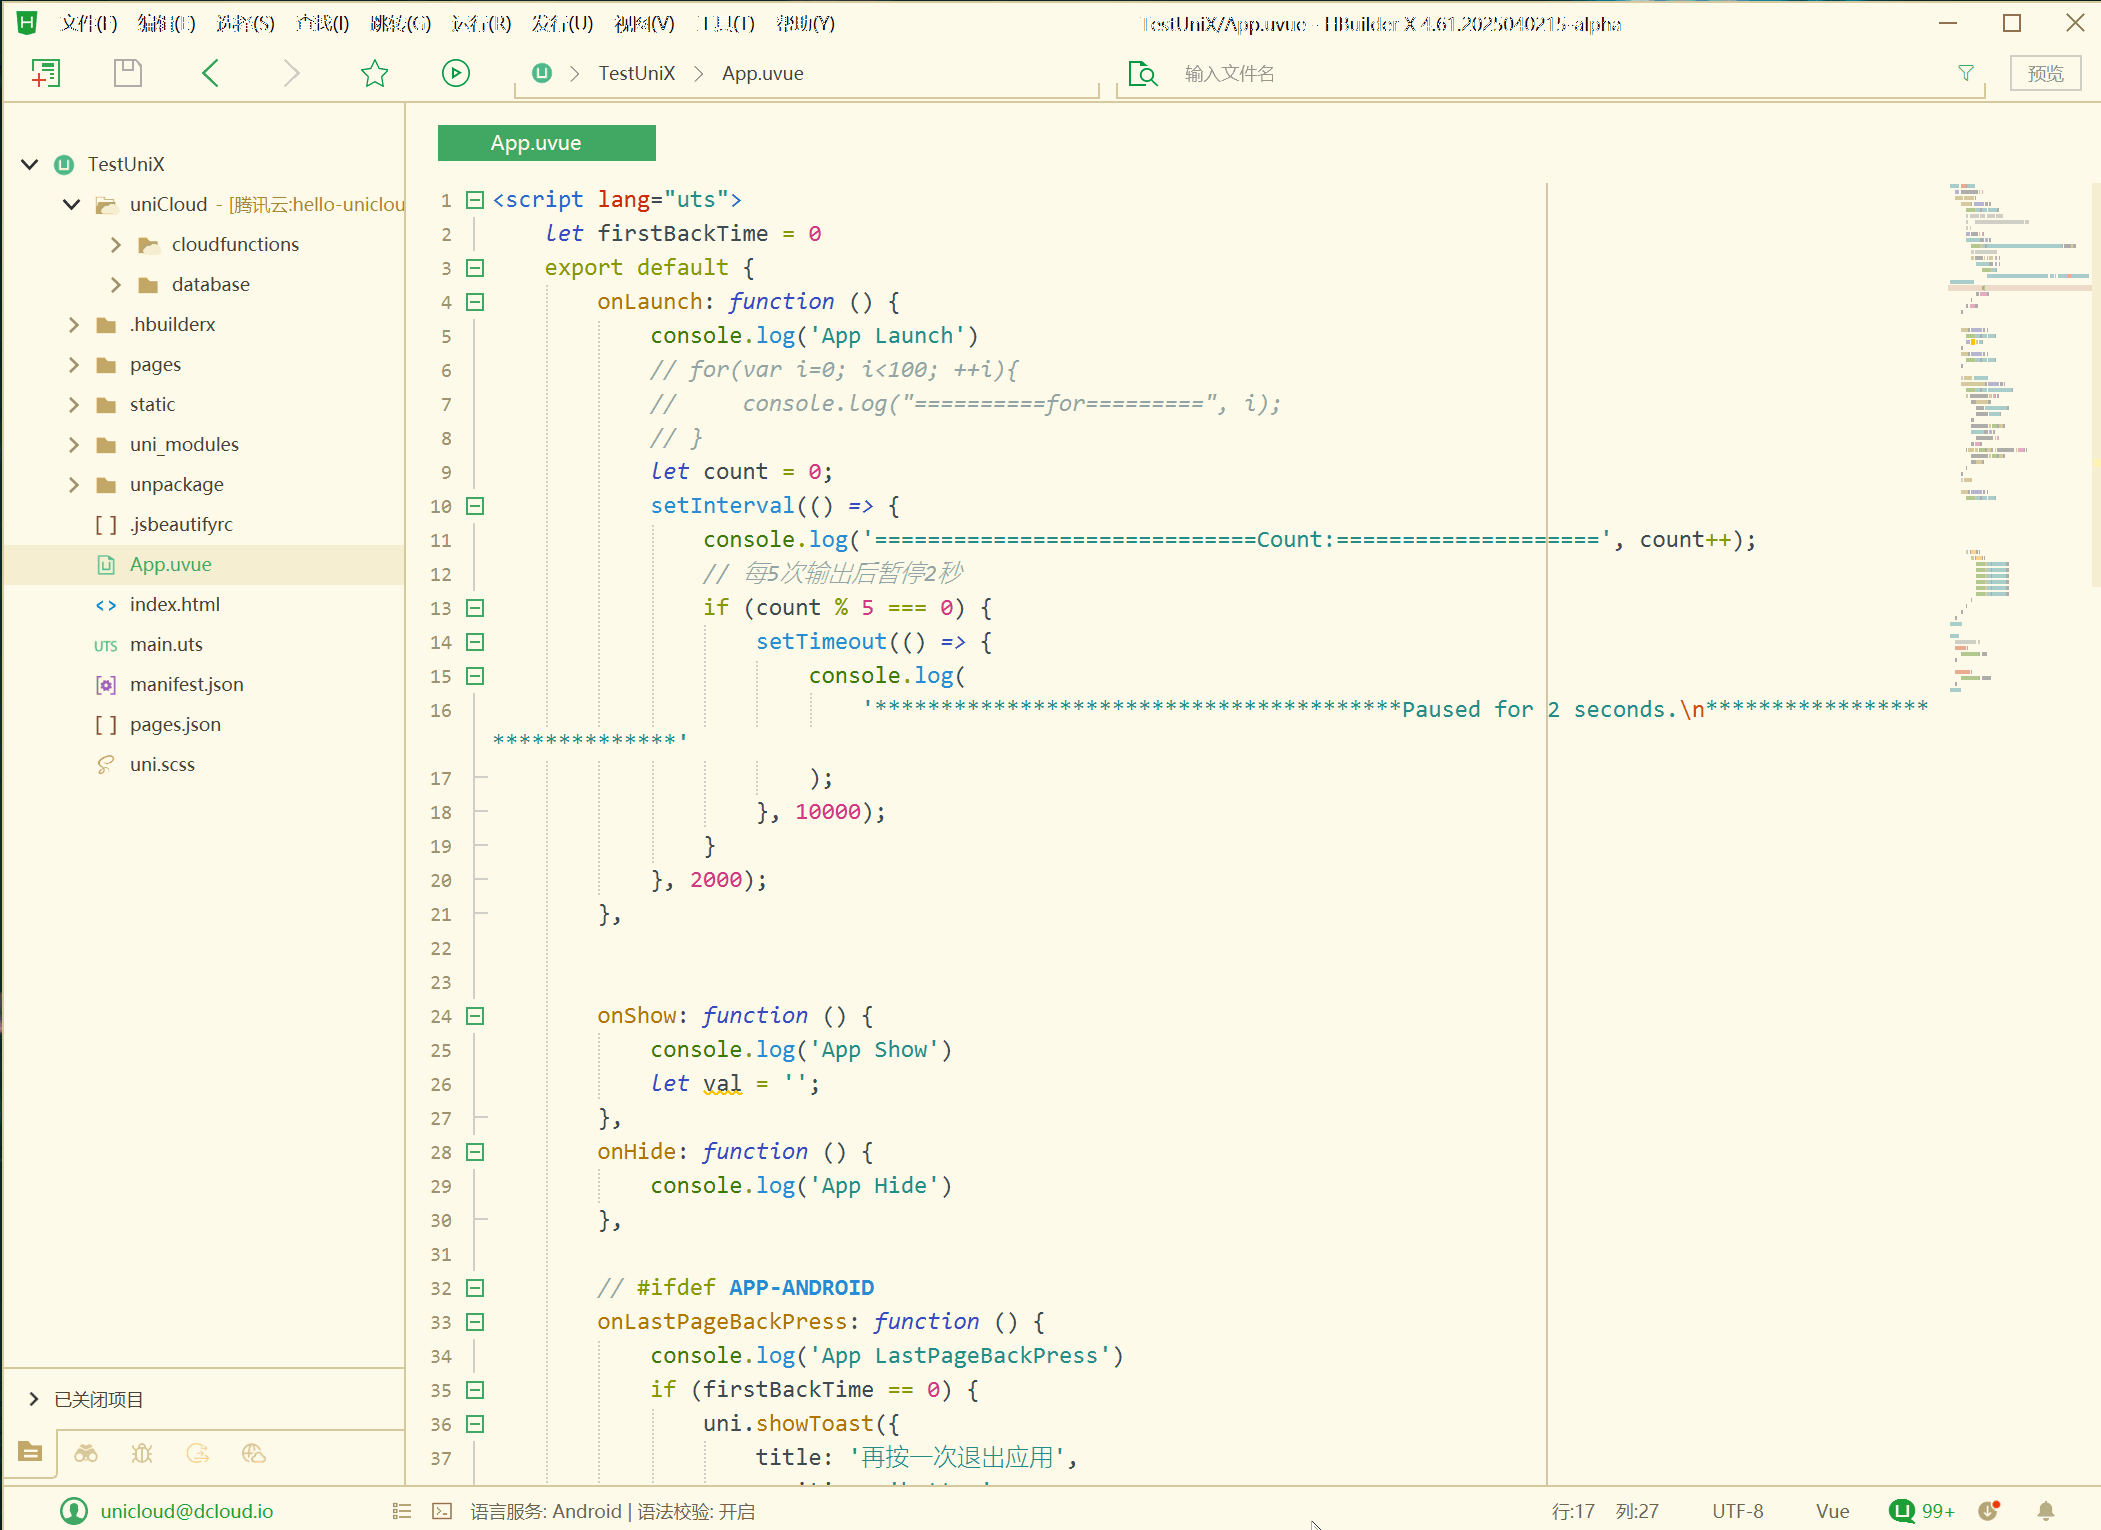 文件(F) 编辑(E) 选择(S) 查找(I) 跳转(G) 运行(R) 发行(U) 视图(V) 工具(T) 帮助(Y)
TestUniX/App.uvue - HBuilder X 4.61.2025040215-alpha
TestUniX App.uvue
输入文件名
预览
TestUniX
uniCloud - [腾讯云:hello-uniclou
cloudfunctions
database
.hbuilderx
pages
static
uni_modules
unpackage
[ ] .jsbeautifyrc
App.uvue
<> index.html
UTS main.uts
manifest.json
[ ] pages.json
uni.scss
已关闭项目
App.uvue
1 <script lang="uts">
2 let firstBackTime = 0
3 export default {
4 onLaunch: function () {
5 console.log('App Launch')
6 // for(var i=0; i<100; ++i){
7 // console.log("==========for=========", i);
8 // }
9 let count = 0;
10 setInterval(() => {
11 console.log('=============================Count:====================', count++);
12 // 每5次输出后暂停2秒
13 if (count % 5 === 0) {
14 setTimeout(() => {
15 console.log(
16 '****************************************Paused for 2 seconds.\n*****************
**************'
17 );
18 }, 10000);
19 }
20 }, 2000);
21 },
22
23
24 onShow: function () {
25 console.log('App Show')
26 let val = '';
27 },
28 onHide: function () {
29 console.log('App Hide')
30 },
31
32 // #ifdef APP-ANDROID
33 onLastPageBackPress: function () {
34 console.log('App LastPageBackPress')
35 if (firstBackTime == 0) {
36 uni.showToast({
37 title: '再按一次退出应用',
unicloud@dcloud.io
语言服务: Android | 语法校验: 开启
行:17 列:27 UTF-8 Vue 99+